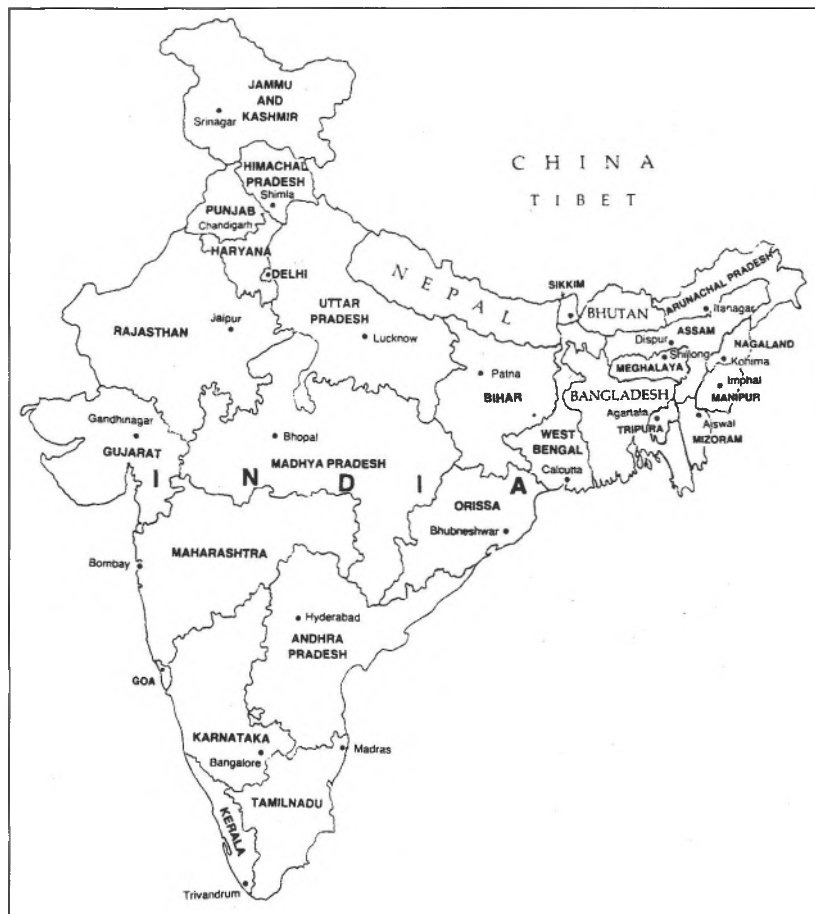 JAMMU
AND
KASHMIR
Srinagar
CHINA
TIBET
HIMACHAL
PRADESH
Shimla
PUNJAB
Chandigarh
HARYANA
DELHI
NEPAL
SIKKIM
BHUTAN
ARUNACHAL PRADESH
Itanagar
UTTAR
PRADESH
Lucknow
RAJASTHAN
Jaipur
ASSAM
Dispur
NAGALAND
Kohima
MEGHALAYA
Shillong
Patna
BIHAR
BANGLADESH
Imphal
MANIPUR
Agartala
TRIPURA
Aiswal
MIZORAM
Gandhinagar
GUJARAT
Bhopal
MADHYA PRADESH
WEST
BENGAL
Calcutta
INDIA
ORISSA
Bhubneshwar
MAHARASHTRA
Bombay
Hyderabad
ANDHRA
PRADESH
GOA
KARNATAKA
Bangalore
Madras
TAMILNADU
KERALA
Trivandrum